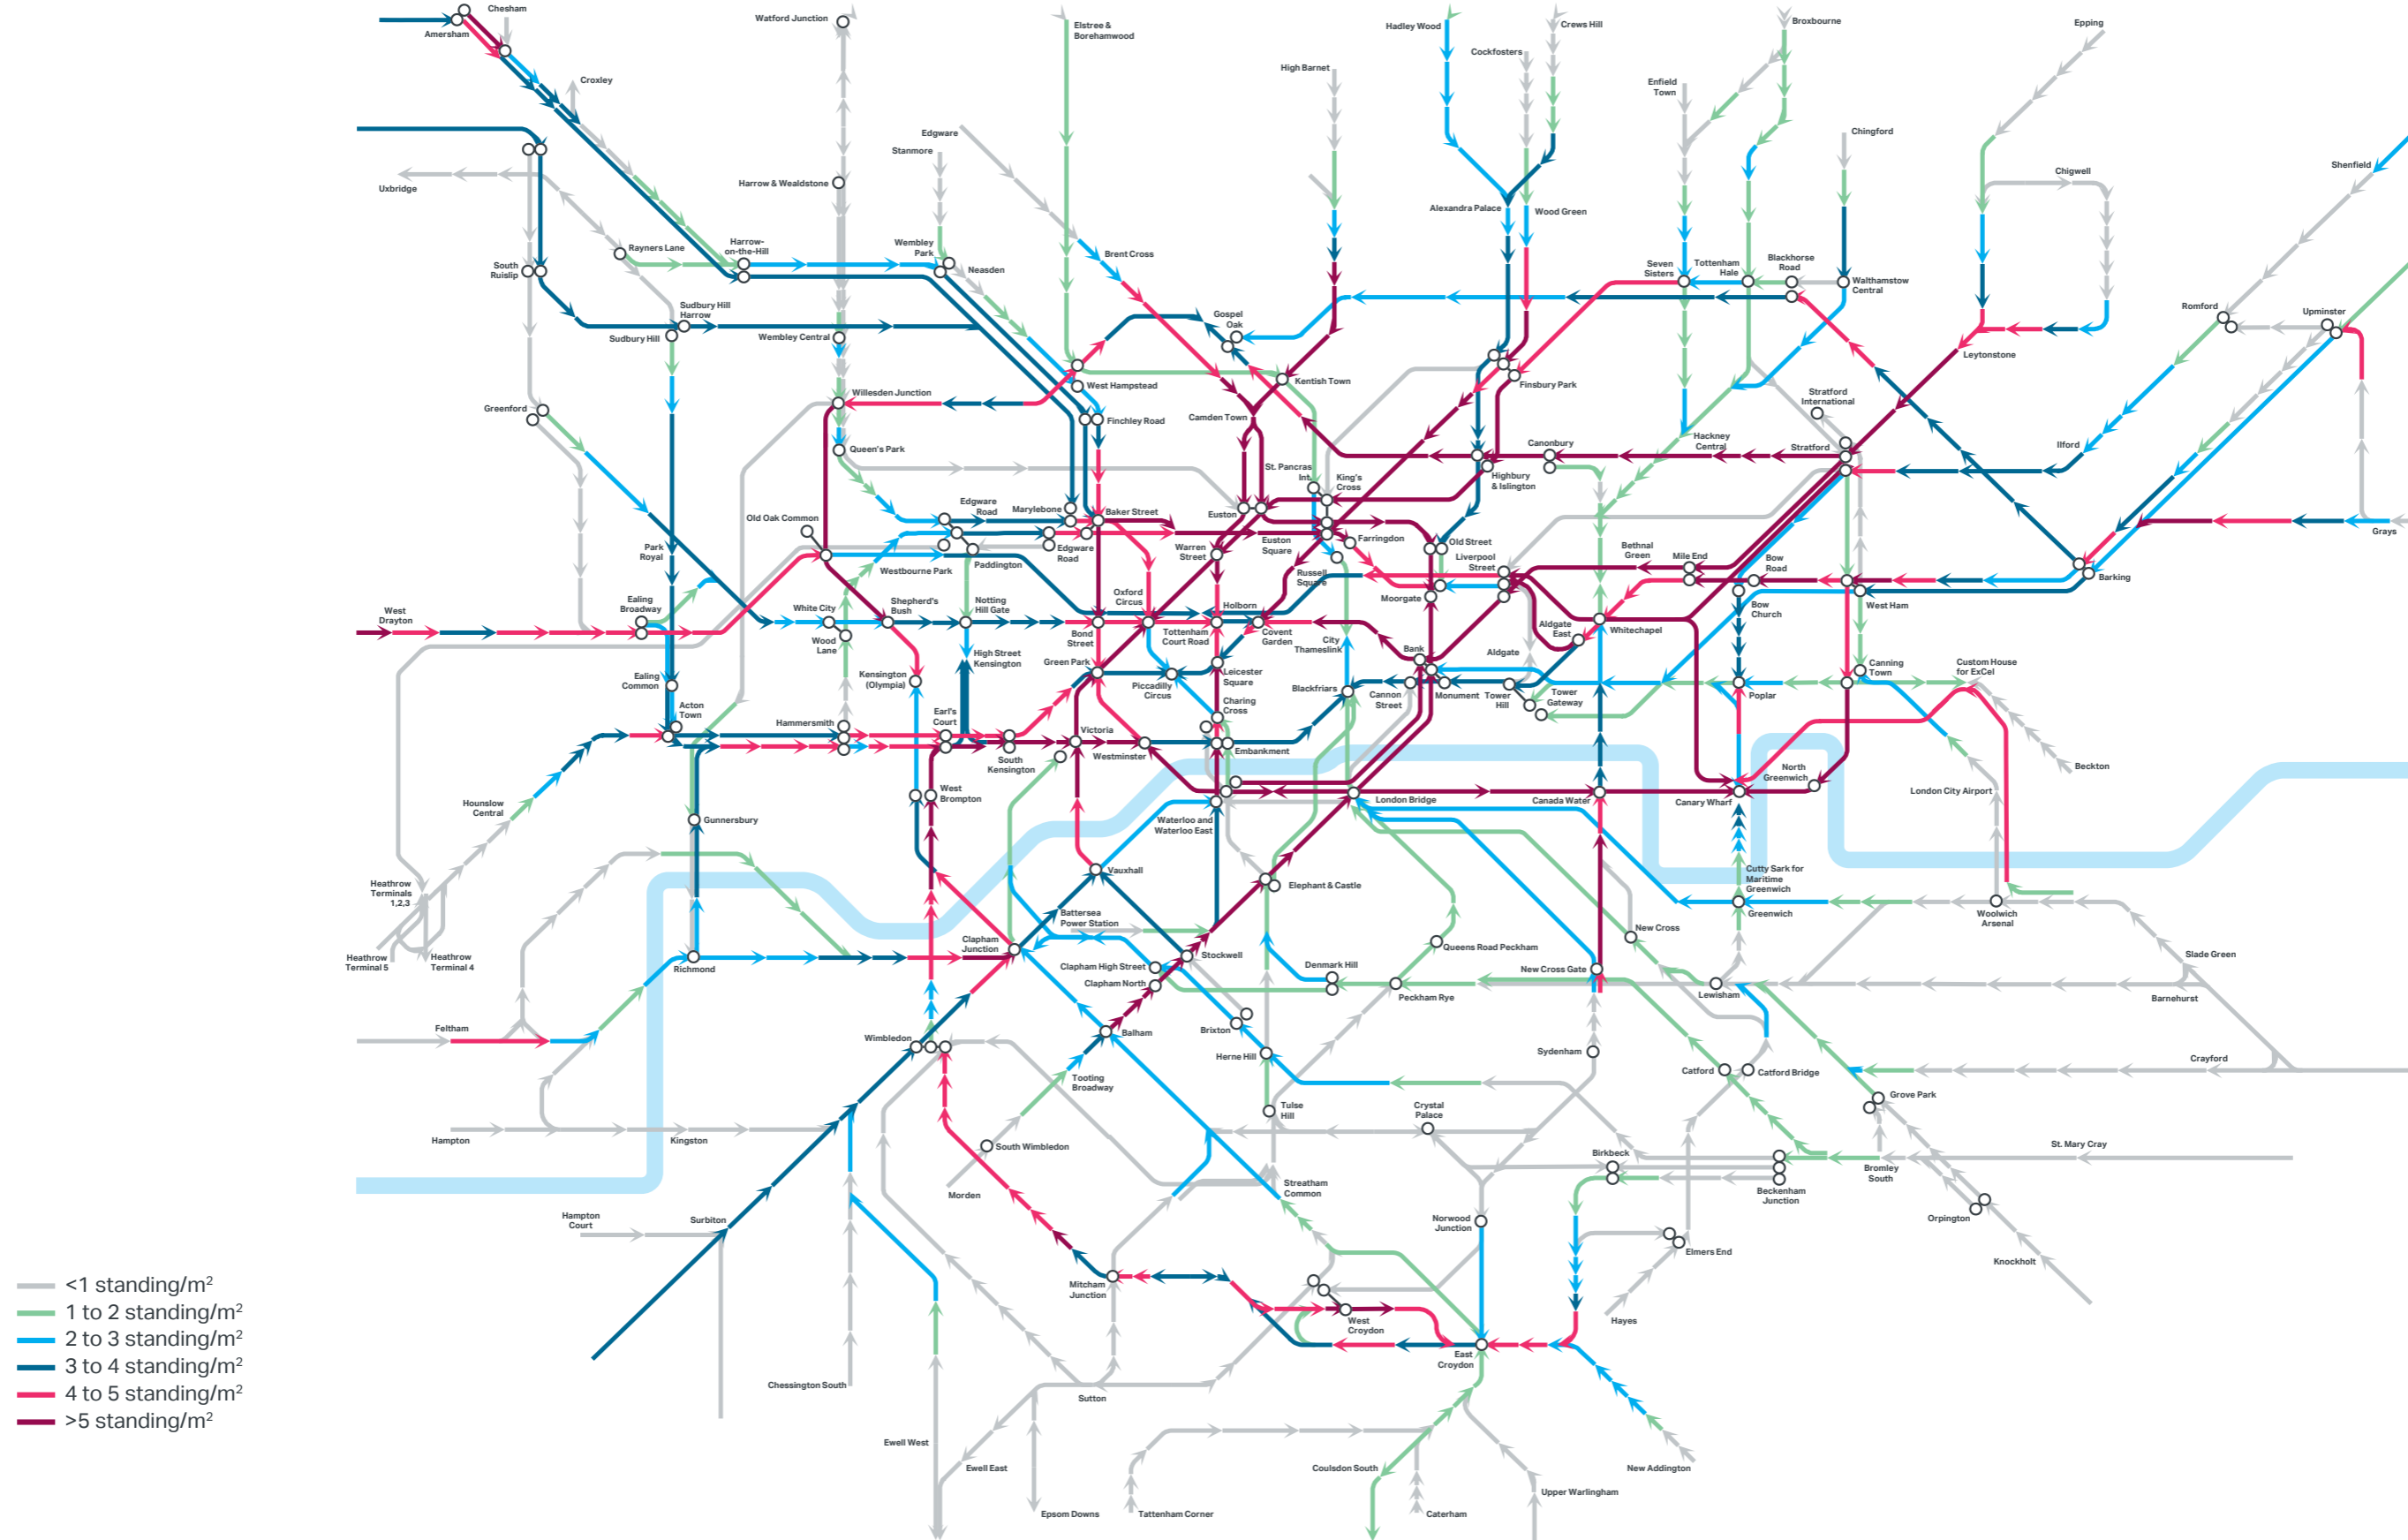 Chesham
Amersham
Watford Junction
Elstree &
Borehamwood
Hadley Wood
Crews Hill
Broxbourne
Epping
Cockfosters
High Barnet
Croxley
Enfield
Town
Edgware
Stanmore
Chingford
Shenfield
Uxbridge
Harrow & Wealdstone
Chigwell
Alexandra Palace
Wood Green
Rayners Lane
Harrow-
on-the-Hill
Wembley
Park
Brent Cross
Neasden
South
Ruislip
Seven
Sisters
Tottenham
Hale
Blackhorse
Road
Walthamstow
Central
Romford
Upminster
Sudbury Hill
Harrow
Sudbury Hill
Wembley Central
Gospel
Oak
Leytonstone
Kentish Town
Finsbury Park
West Hampstead
Willesden Junction
Stratford
International
Greenford
Finchley Road
Camden Town
Queen's Park
Canonbury
Hackney
Central
Stratford
Ilford
St. Pancras
Int.
King's
Cross
Highbury
& Islington
Edgware
Road
Marylebone
Baker Street
Euston
Old Oak Common
Park
Royal
Westbourne Park
Paddington
Edgware
Road
Warren
Street
Euston
Square
Farringdon
Russell
Square
Old Street
Liverpool
Street
Moorgate
Bethnal
Green
Mile End
Bow
Road
Grays
Barking
West Ham
Bow
Church
West
Drayton
Ealing
Broadway
White City
Wood
Lane
Shepherd's
Bush
Notting
Hill Gate
Bond
Street
Oxford
Circus
Tottenham
Court Road
Holborn
Covent
Garden
City
Thameslink
Bank
Aldgate
East
Aldgate
Whitechapel
Ealing
Common
Kensington
(Olympia)
High Street
Kensington
Green Park
Piccadilly
Circus
Leicester
Square
Charing
Cross
Blackfriars
Cannon
Street
Monument
Tower
Hill
Tower
Gateway
Poplar
Canning
Town
Custom House
for ExCel
Acton
Town
Hammersmith
Earl's
Court
South
Kensington
Victoria
Westminster
Embankment
Beckton
North
Greenwich
London City Airport
Hounslow
Central
Gunnersbury
West
Brompton
Waterloo and
Waterloo East
London Bridge
Canada Water
Canary Wharf
Heathrow
Terminals
1,2,3
Vauxhall
Elephant & Castle
Cutty Sark for
Maritime
Greenwich
Greenwich
Woolwich
Arsenal
Battersea
Power Station
Heathrow
Terminal 5
Heathrow
Terminal 4
Richmond
Clapham
Junction
Stockwell
Clapham High Street
Clapham North
Denmark Hill
Queens Road Peckham
Peckham Rye
New Cross
New Cross Gate
Lewisham
Slade Green
Barnehurst
Feltham
Wimbledon
Balham
Brixton
Herne Hill
Sydenham
Catford
Catford Bridge
Crayford
Tooting
Broadway
Grove Park
Hampton
Kingston
South Wimbledon
Tulse
Hill
Crystal
Palace
Birkbeck
Beckenham
Junction
Bromley
South
St. Mary Cray
Morden
Streatham
Common
Hampton
Court
Surbiton
Norwood
Junction
Elmers End
Orpington
Knockholt
Mitcham
Junction
West
Croydon
East
Croydon
Hayes
Chessington South
Sutton
Ewell West
Ewell East
Epsom Downs
Tattenham Corner
Coulsdon South
Caterham
Upper Warlingham
New Addington
<1 standing/m²
1 to 2 standing/m²
2 to 3 standing/m²
3 to 4 standing/m²
4 to 5 standing/m²
>5 standing/m²